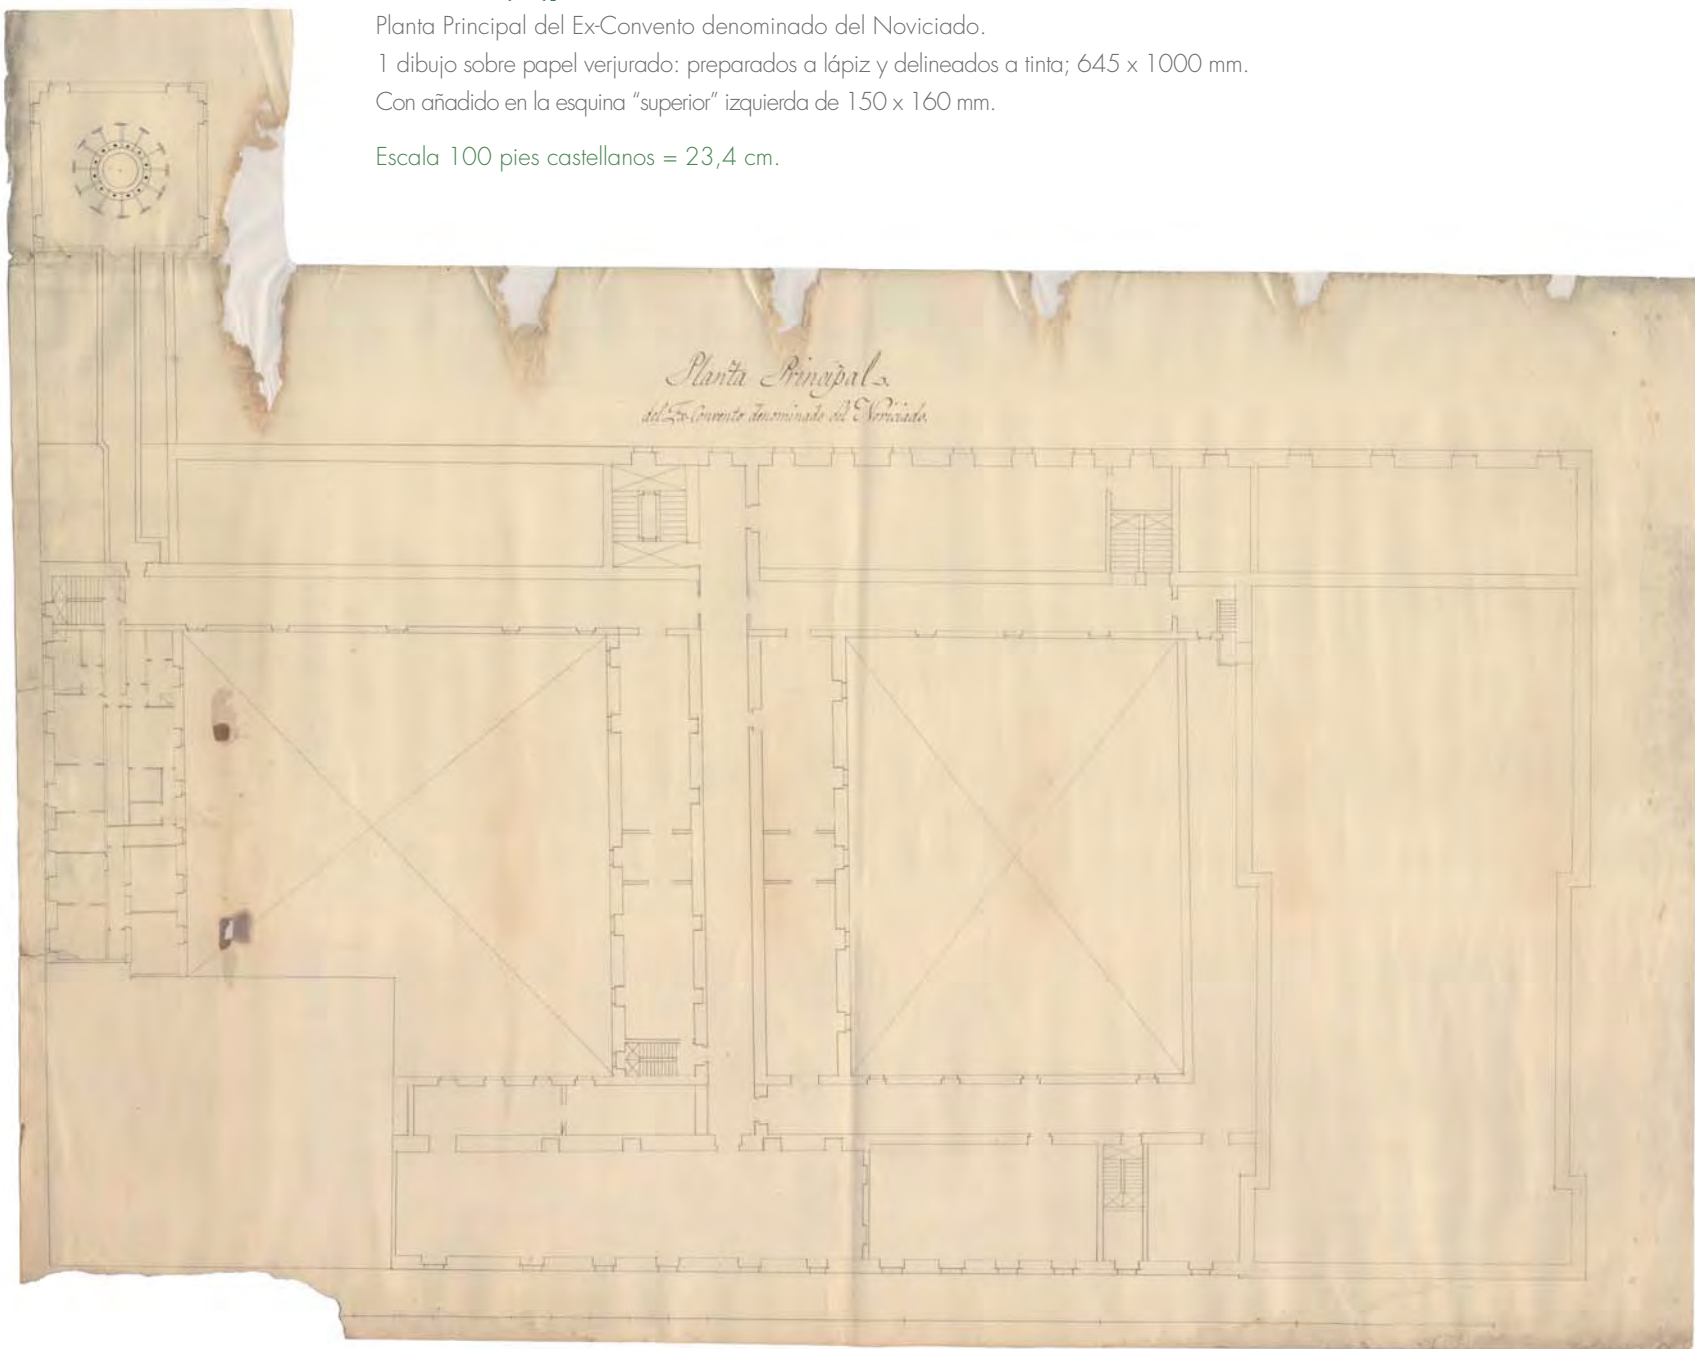 Planta Principal del Ex-Convento denominado del Noviciado.
1 dibujo sobre papel verjurado: preparados a lápiz y delineados a tinta; 645 x 1000 mm.
Con añadido en la esquina “superior” izquierda de 150 x 160 mm.
Escala 100 pies castellanos = 23,4 cm.
Planta Principal
del Ex-Convento denominado del Noviciado.